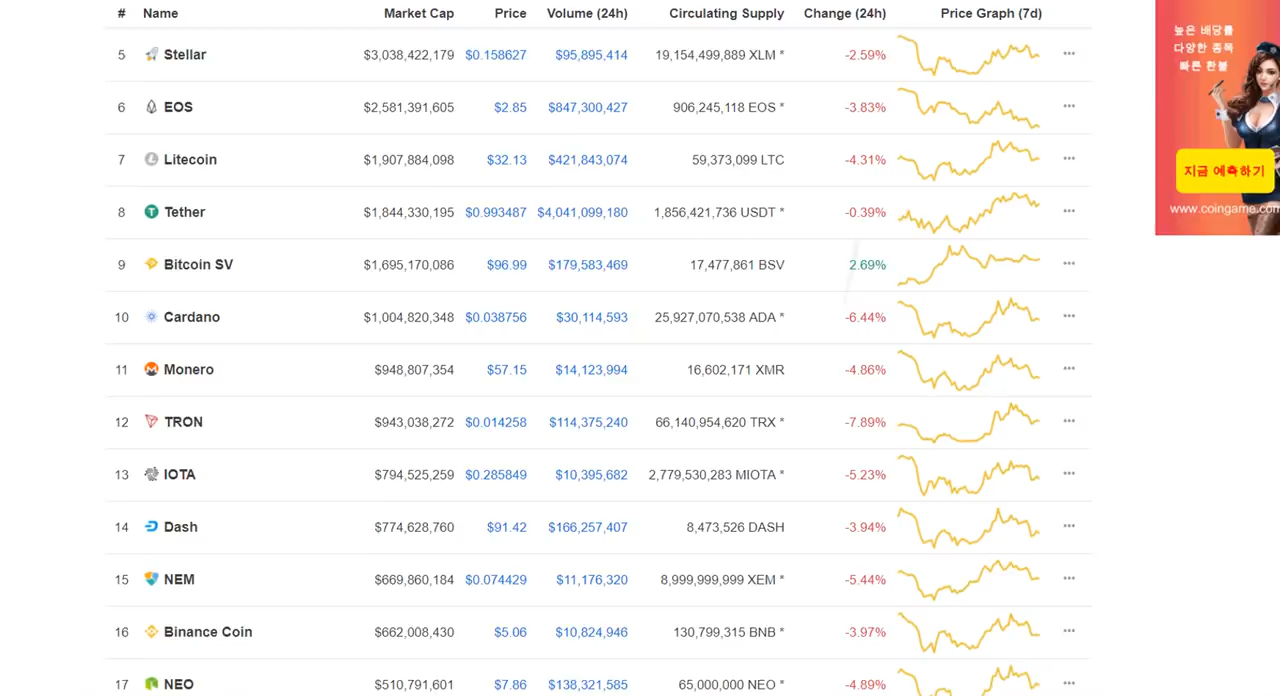 # Name Market Cap Price Volume (24h) Circulating Supply Change (24h) Price Graph (7d)
5 Stellar $3,038,422,179 $0.158627 $95,895,414 19,154,499,889 XLM * -2.59%
6 EOS $2,581,391,605 $2.85 $847,300,427 906,245,118 EOS * -3.83%
7 Litecoin $1,907,884,098 $32.13 $421,843,074 59,373,099 LTC -4.31%
8 Tether $1,844,330,195 $0.993487 $4,041,099,180 1,856,421,736 USDT * -0.39%
9 Bitcoin SV $1,695,170,086 $96.99 $179,583,469 17,477,861 BSV 2.69%
10 Cardano $1,004,820,348 $0.038756 $30,114,593 25,927,070,538 ADA * -6.44%
11 Monero $948,807,354 $57.15 $14,123,994 16,602,171 XMR -4.86%
12 TRON $943,038,272 $0.014258 $114,375,240 66,140,954,620 TRX * -7.89%
13 IOTA $794,525,259 $0.285849 $10,395,682 2,779,530,283 MIOTA * -5.23%
14 Dash $774,628,760 $91.42 $166,257,407 8,473,526 DASH -3.94%
15 NEM $669,860,184 $0.074429 $11,176,320 8,999,999,999 XEM * -5.44%
16 Binance Coin $662,008,430 $5.06 $10,824,946 130,799,315 BNB * -3.97%
17 NEO $510,791,601 $7.86 $138,321,585 65,000,000 NEO * -4.89%
높은 배당률
다양한 종목
빠른 환불
지금 예측하기
www.coingame.com